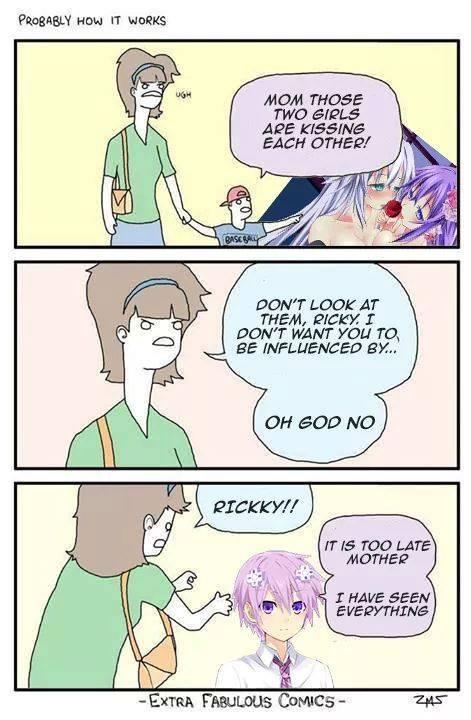 PROBABLY HOW IT WORKS
UGH
MOM THOSE
TWO GIRLS
ARE KISSING
EACH OTHER!
BASEBALL
DON'T LOOK AT
THEM, RICKY. I
DON'T WANT YOU TO
BE INFLUENCED BY...
OH GOD NO
RICKKY!!
IT IS TOO LATE
MOTHER
I HAVE SEEN
EVERYTHING
-EXTRA FABULOUS COMICS-
ZMS